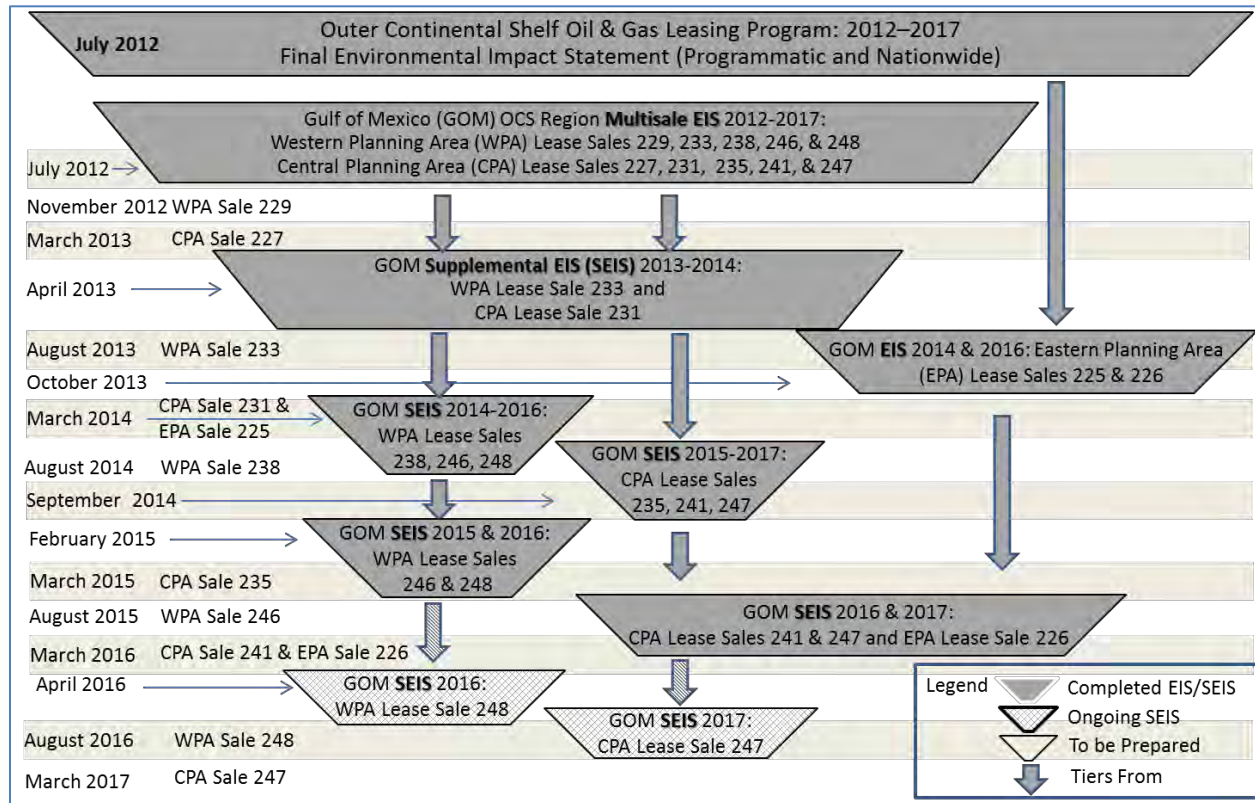 July 2012
Outer Continental Shelf Oil & Gas Leasing Program: 2012–2017
Final Environmental Impact Statement (Programmatic and Nationwide)
Gulf of Mexico (GOM) OCS Region Multisale EIS 2012-2017:
Western Planning Area (WPA) Lease Sales 229, 233, 238, 246, & 248
Central Planning Area (CPA) Lease Sales 227, 231, 235, 241, & 247
July 2012
November 2012 WPA Sale 229
March 2013 CPA Sale 227
GOM Supplemental EIS (SEIS) 2013-2014:
WPA Lease Sale 233 and
CPA Lease Sale 231
April 2013
August 2013 WPA Sale 233
GOM EIS 2014 & 2016: Eastern Planning Area
(EPA) Lease Sales 225 & 226
October 2013
March 2014
CPA Sale 231 &
EPA Sale 225
GOM SEIS 2014-2016:
WPA Lease Sales
238, 246, 248
August 2014 WPA Sale 238
GOM SEIS 2015-2017:
CPA Lease Sales
235, 241, 247
September 2014
February 2015
GOM SEIS 2015 & 2016:
WPA Lease Sales
246 & 248
March 2015 CPA Sale 235
August 2015 WPA Sale 246
GOM SEIS 2016 & 2017:
CPA Lease Sales 241 & 247 and EPA Lease Sale 226
March 2016 CPA Sale 241 & EPA Sale 226
April 2016
GOM SEIS 2016:
WPA Lease Sale 248
GOM SEIS 2017:
CPA Lease Sale 247
August 2016 WPA Sale 248
March 2017 CPA Sale 247
Legend
Completed EIS/SEIS
Ongoing SEIS
To be Prepared
Tiers From